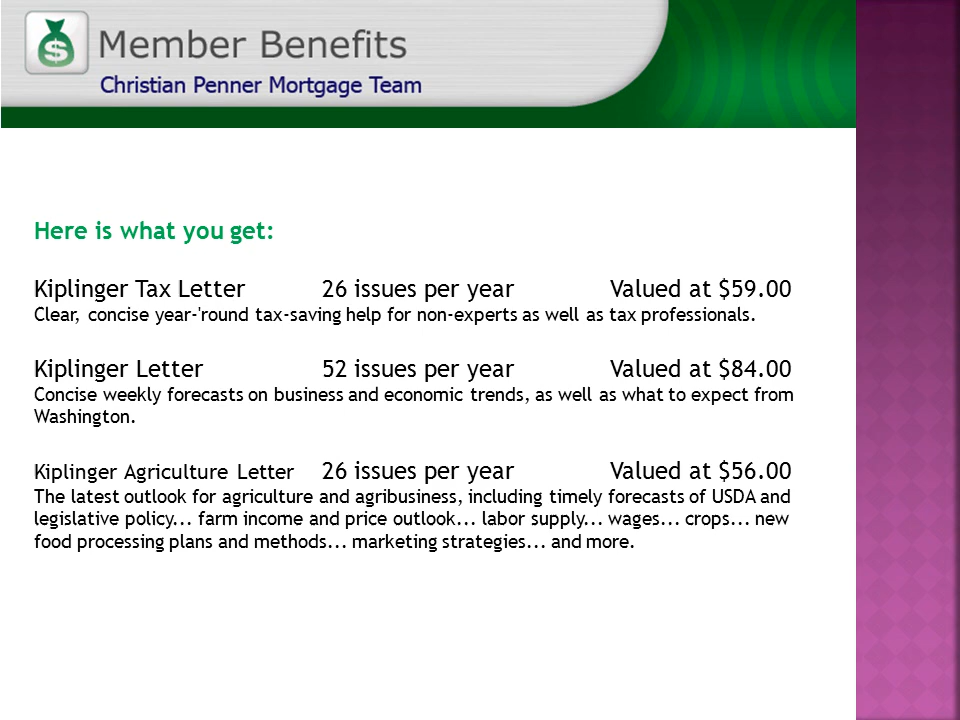 Member Benefits
Christian Penner Mortgage Team
Here is what you get:
Kiplinger Tax Letter 26 issues per year Valued at $59.00
Clear, concise year-'round tax-saving help for non-experts as well as tax professionals.
Kiplinger Letter 52 issues per year Valued at $84.00
Concise weekly forecasts on business and economic trends, as well as what to expect from
Washington.
Kiplinger Agriculture Letter 26 issues per year Valued at $56.00
The latest outlook for agriculture and agribusiness, including timely forecasts of USDA and
legislative policy... farm income and price outlook... labor supply... wages... crops... new
food processing plans and methods... marketing strategies... and more.